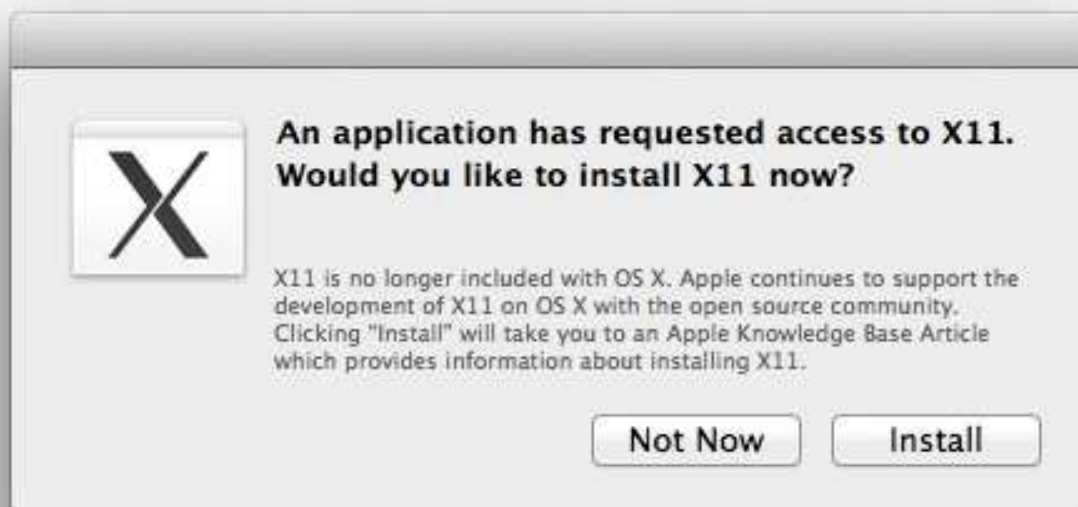 An application has requested access to X11.
Would you like to install X11 now?
X11 is no longer included with OS X. Apple continues to support the
development of X11 on OS X with the open source community.
Clicking “Install” will take you to an Apple Knowledge Base Article
which provides information about installing X11.
Not Now
Install